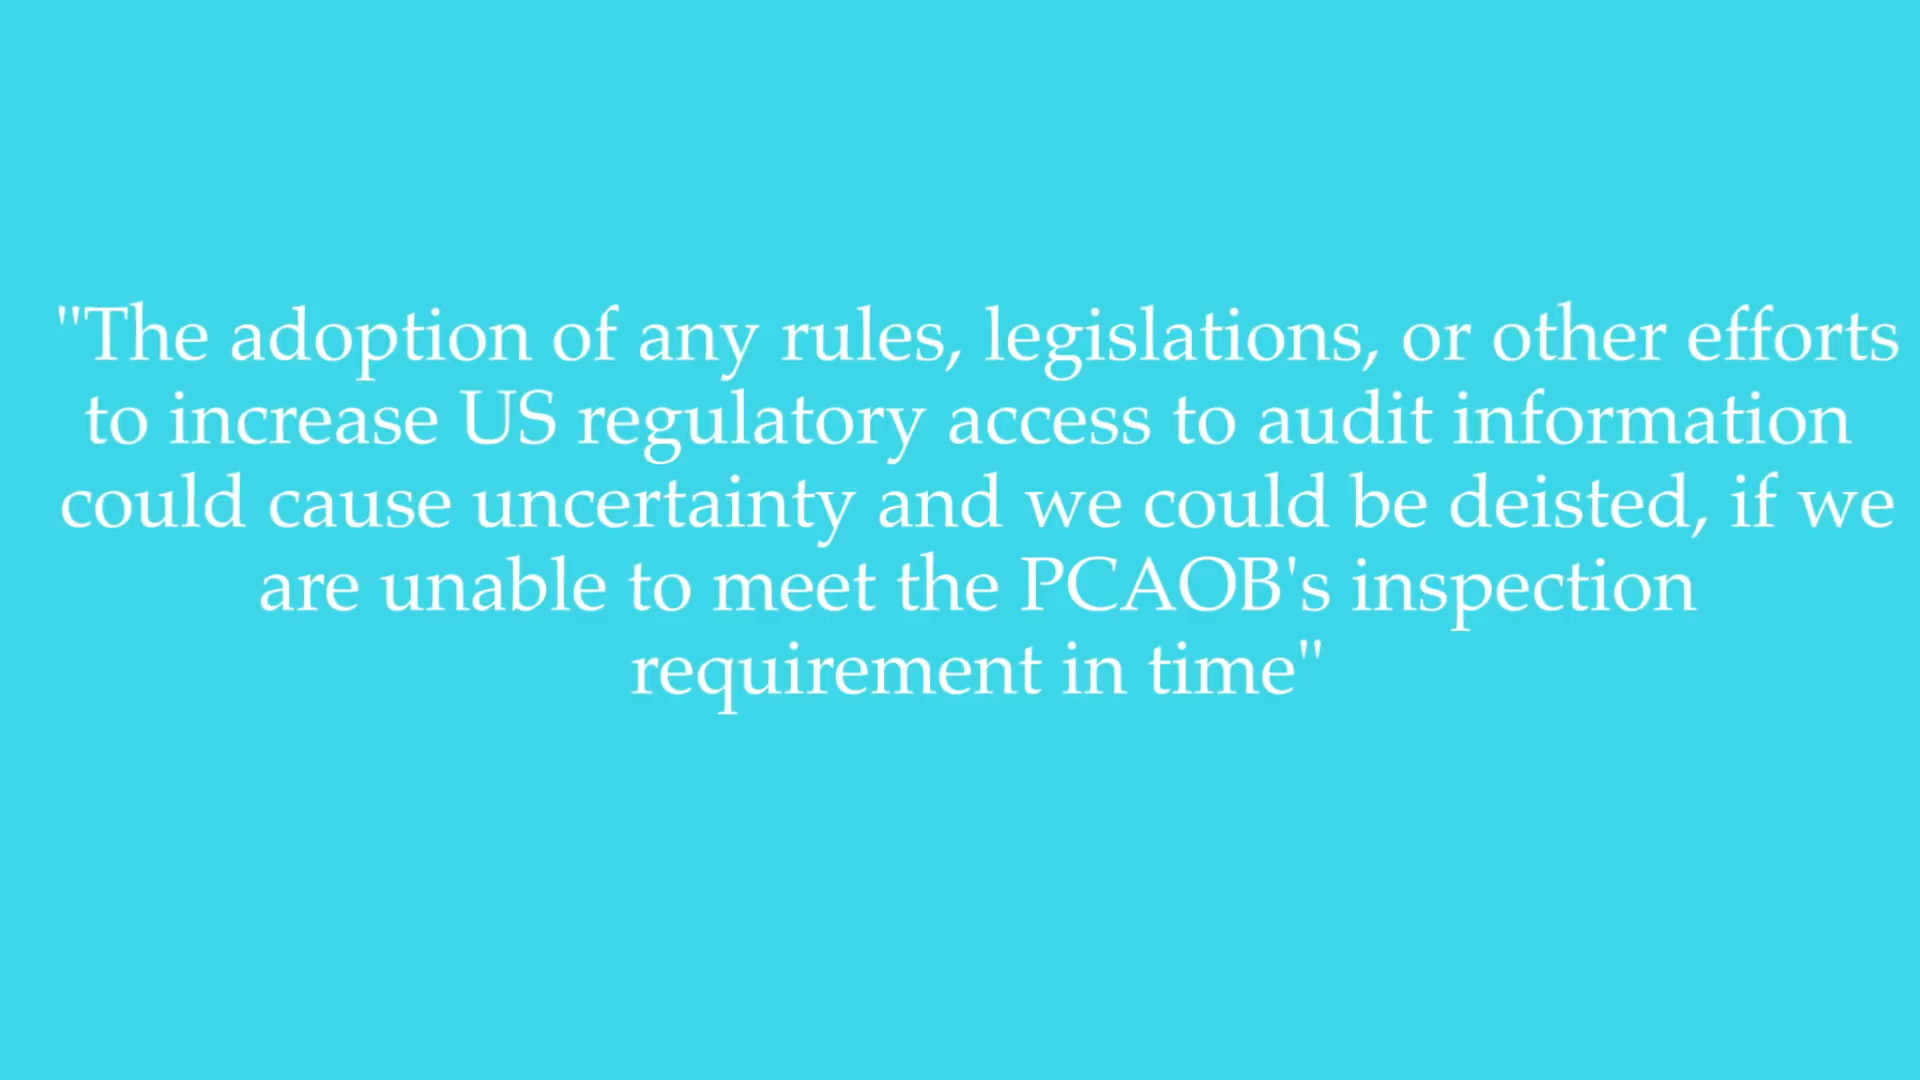 "The adoption of any rules, legislations, or other efforts
to increase US regulatory access to audit information
could cause uncertainty and we could be deisted, if we
are unable to meet the PCAOB's inspection
requirement in time"